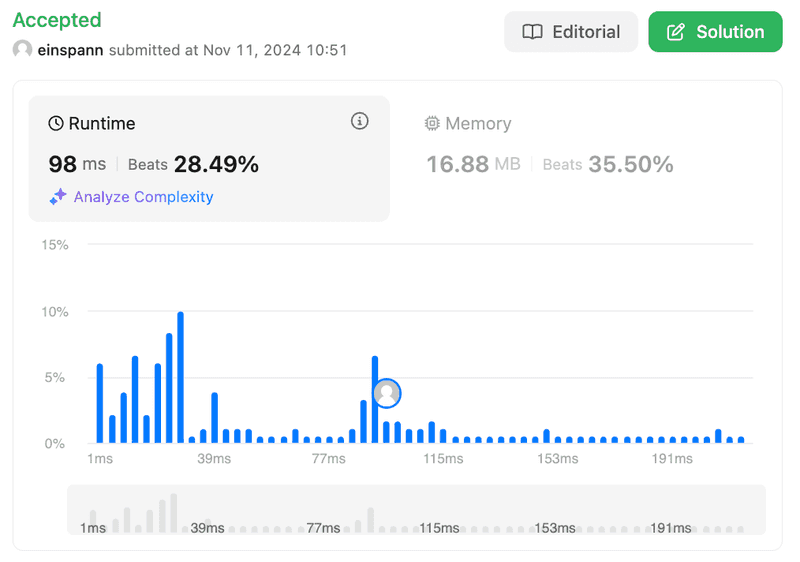 Accepted
einspann submitted at Nov 11, 2024 10:51
Editorial
Solution
Runtime
98 ms Beats 28.49%
Analyze Complexity
Memory
16.88 MB Beats 35.50%
15%
10%
5%
0%
1ms 39ms 77ms 115ms 153ms 191ms
1ms 39ms 77ms 115ms 153ms 191ms